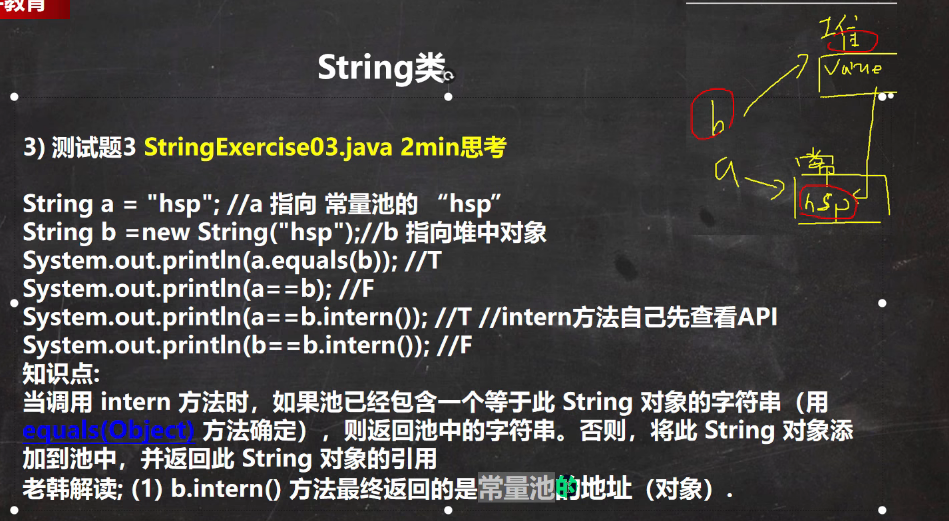 教育
String类
3) 测试题3 StringExercise03.java 2min思考
String a = "hsp"; //a 指向 常量池的 “hsp”
String b =new String("hsp");//b 指向堆中对象
System.out.println(a.equals(b)); //T
System.out.println(a==b); //F
System.out.println(a==b.intern()); //T //intern方法自己先查看API
System.out.println(b==b.intern()); //F
知识点:
当调用 intern 方法时，如果池已经包含一个等于此 String 对象的字符串（用
equals(Object) 方法确定），则返回池中的字符串。否则，将此 String 对象添
加到池中，并返回此 String 对象的引用
老韩解读; (1) b.intern() 方法最终返回的是常量池的地址（对象）.
value
b
a
常
hsp